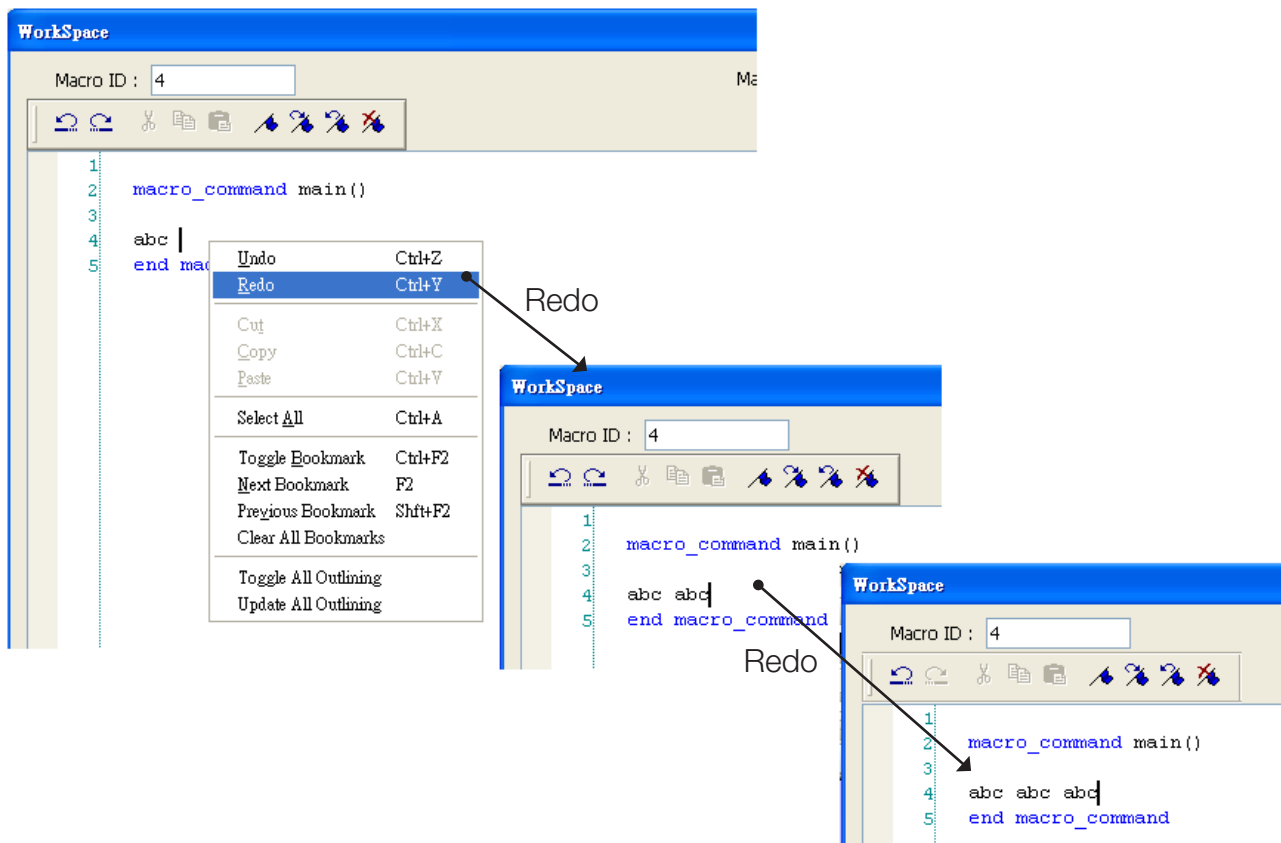 WorkSpace
Macro ID : 4
Ma
1
2 macro_command main()
3
4 abc
5 end mac
Undo Ctrl+Z
Redo Ctrl+Y
Cut Ctrl+X
Copy Ctrl+C
Paste Ctrl+V
Select All Ctrl+A
Toggle Bookmark Ctrl+F2
Next Bookmark F2
Previous Bookmark Shft+F2
Clear All Bookmarks
Toggle All Outlining
Update All Outlining
Redo
WorkSpace
Macro ID : 4
1
2 macro_command main()
3
4 abc abc
5 end macro_command
Redo
WorkSpace
Macro ID : 4
1
2 macro_command main()
3
4 abc abc abc
5 end macro_command